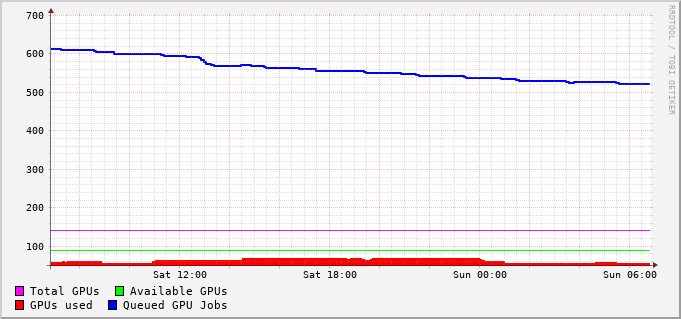 700
600
500
400
300
200
100
Sat 12:00 Sat 18:00 Sun 00:00 Sun 06:00
Total GPUs Available GPUs
GPUs used Queued GPU Jobs
RRDTOOL / TOBI OETIKER